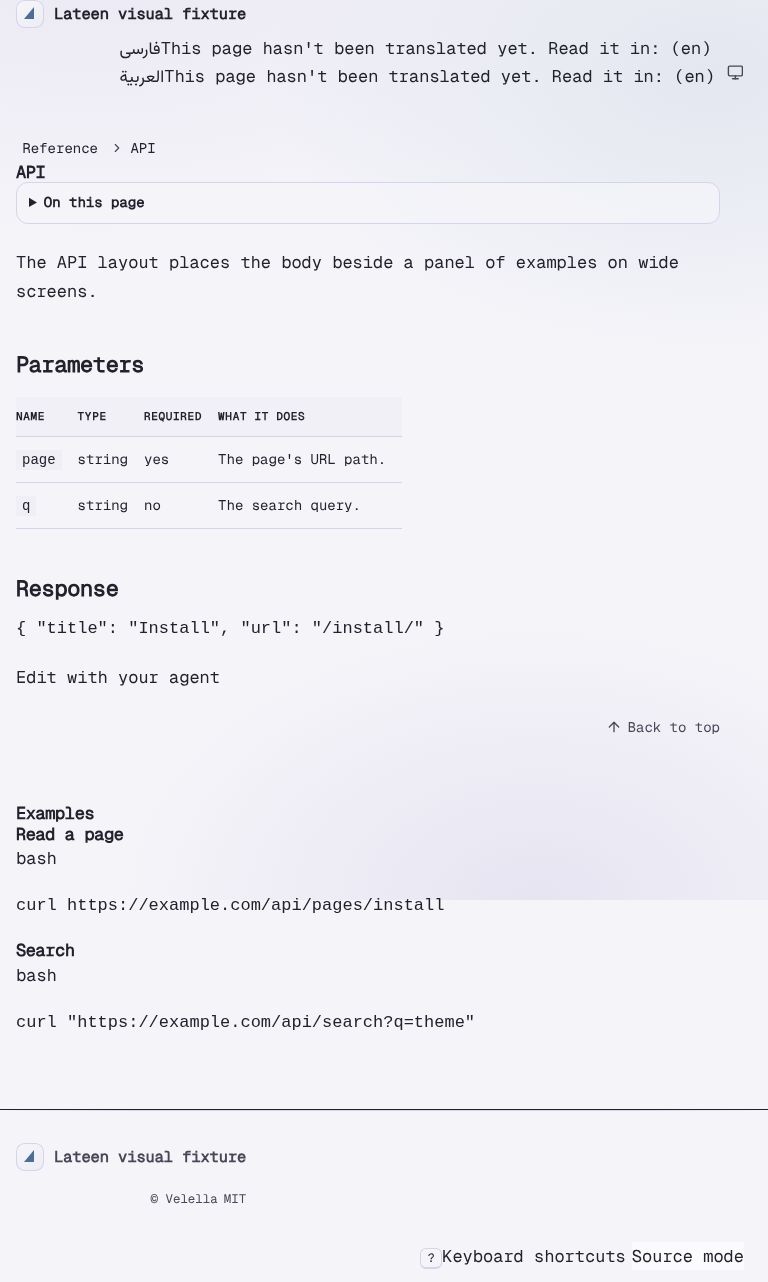 Lateen visual fixture
فارسیThis page hasn't been translated yet. Read it in: (en)
العربيةThis page hasn't been translated yet. Read it in: (en)
Reference > API
API
On this page
The API layout places the body beside a panel of examples on wide
screens.
Parameters
NAME TYPE REQUIRED WHAT IT DOES
page string yes The page's URL path.
q string no The search query.
Response
{ "title": "Install", "url": "/install/" }
Edit with your agent
↑ Back to top
Examples
Read a page
bash
curl https://example.com/api/pages/install
Search
bash
curl "https://example.com/api/search?q=theme"
Lateen visual fixture
© Velella MIT
? Keyboard shortcuts Source mode